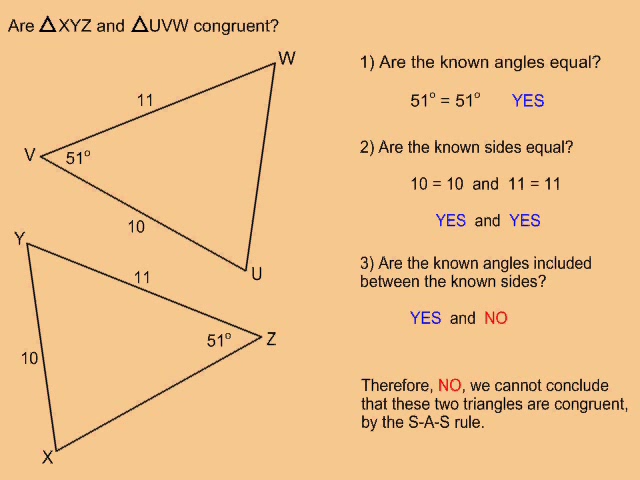 Are △XYZ and △UVW congruent?
W
11
V
51°
10
U
Y
11
51°
Z
10
X
1) Are the known angles equal?
51° = 51° YES
2) Are the known sides equal?
10 = 10 and 11 = 11
YES and YES
3) Are the known angles included
between the known sides?
YES and NO
Therefore, NO, we cannot conclude
that these two triangles are congruent,
by the S-A-S rule.